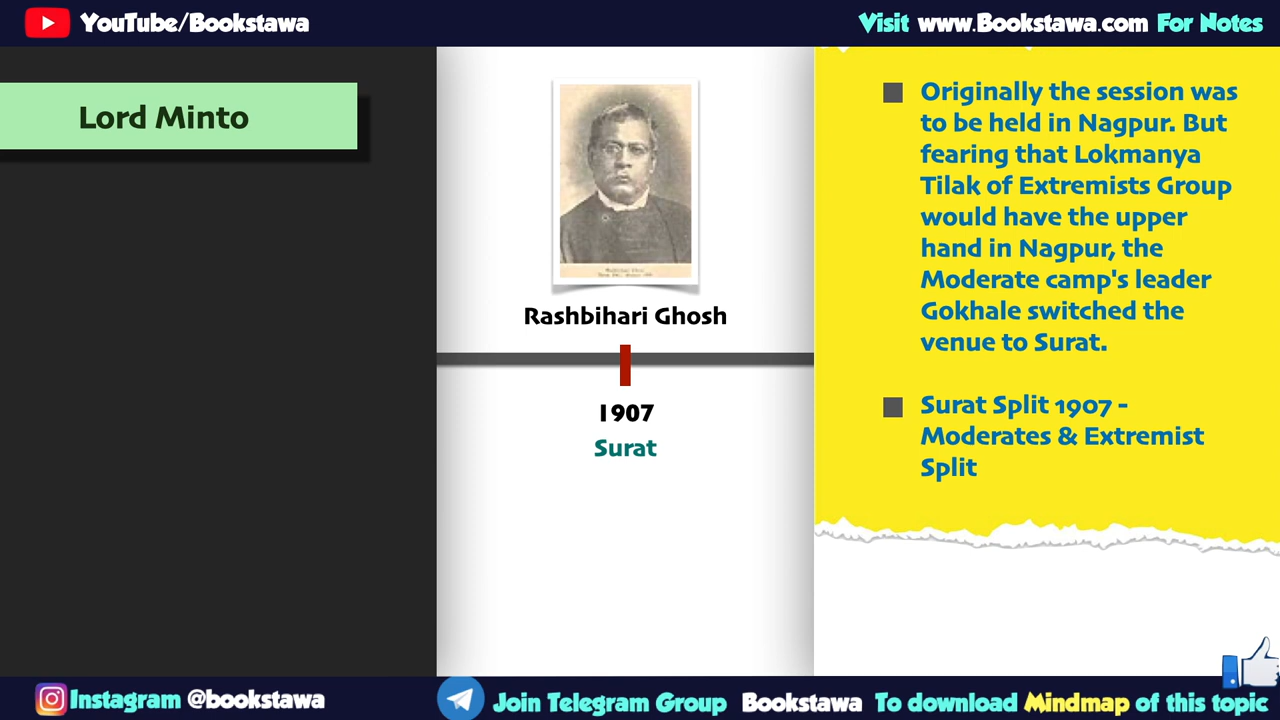 YouTube/Bookstawa
Visit www.Bookstawa.com For Notes
Lord Minto
Rashbihari Ghosh
1907
Surat
Originally the session was
to be held in Nagpur. But
fearing that Lokmanya
Tilak of Extremists Group
would have the upper
hand in Nagpur, the
Moderate camp's leader
Gokhale switched the
venue to Surat.
Surat Split 1907 -
Moderates & Extremist
Split
Instagram @bookstawa
Join Telegram Group Bookstawa To download Mindmap of this topic